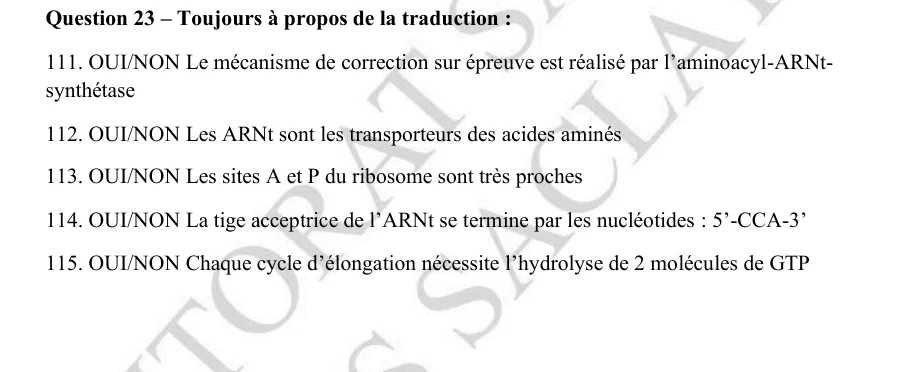 Question 23 – Toujours à propos de la traduction :
111. OUI/NON Le mécanisme de correction sur épreuve est réalisé par l'aminoacyl-ARNt-
synthétase
112. OUI/NON Les ARNt sont les transporteurs des acides aminés
113. OUI/NON Les sites A et P du ribosome sont très proches
114. OUI/NON La tige acceptrice de l'ARNt se termine par les nucléotides : 5'-CCA-3'
115. OUI/NON Chaque cycle d'élongation nécessite l'hydrolyse de 2 molécules de GTP